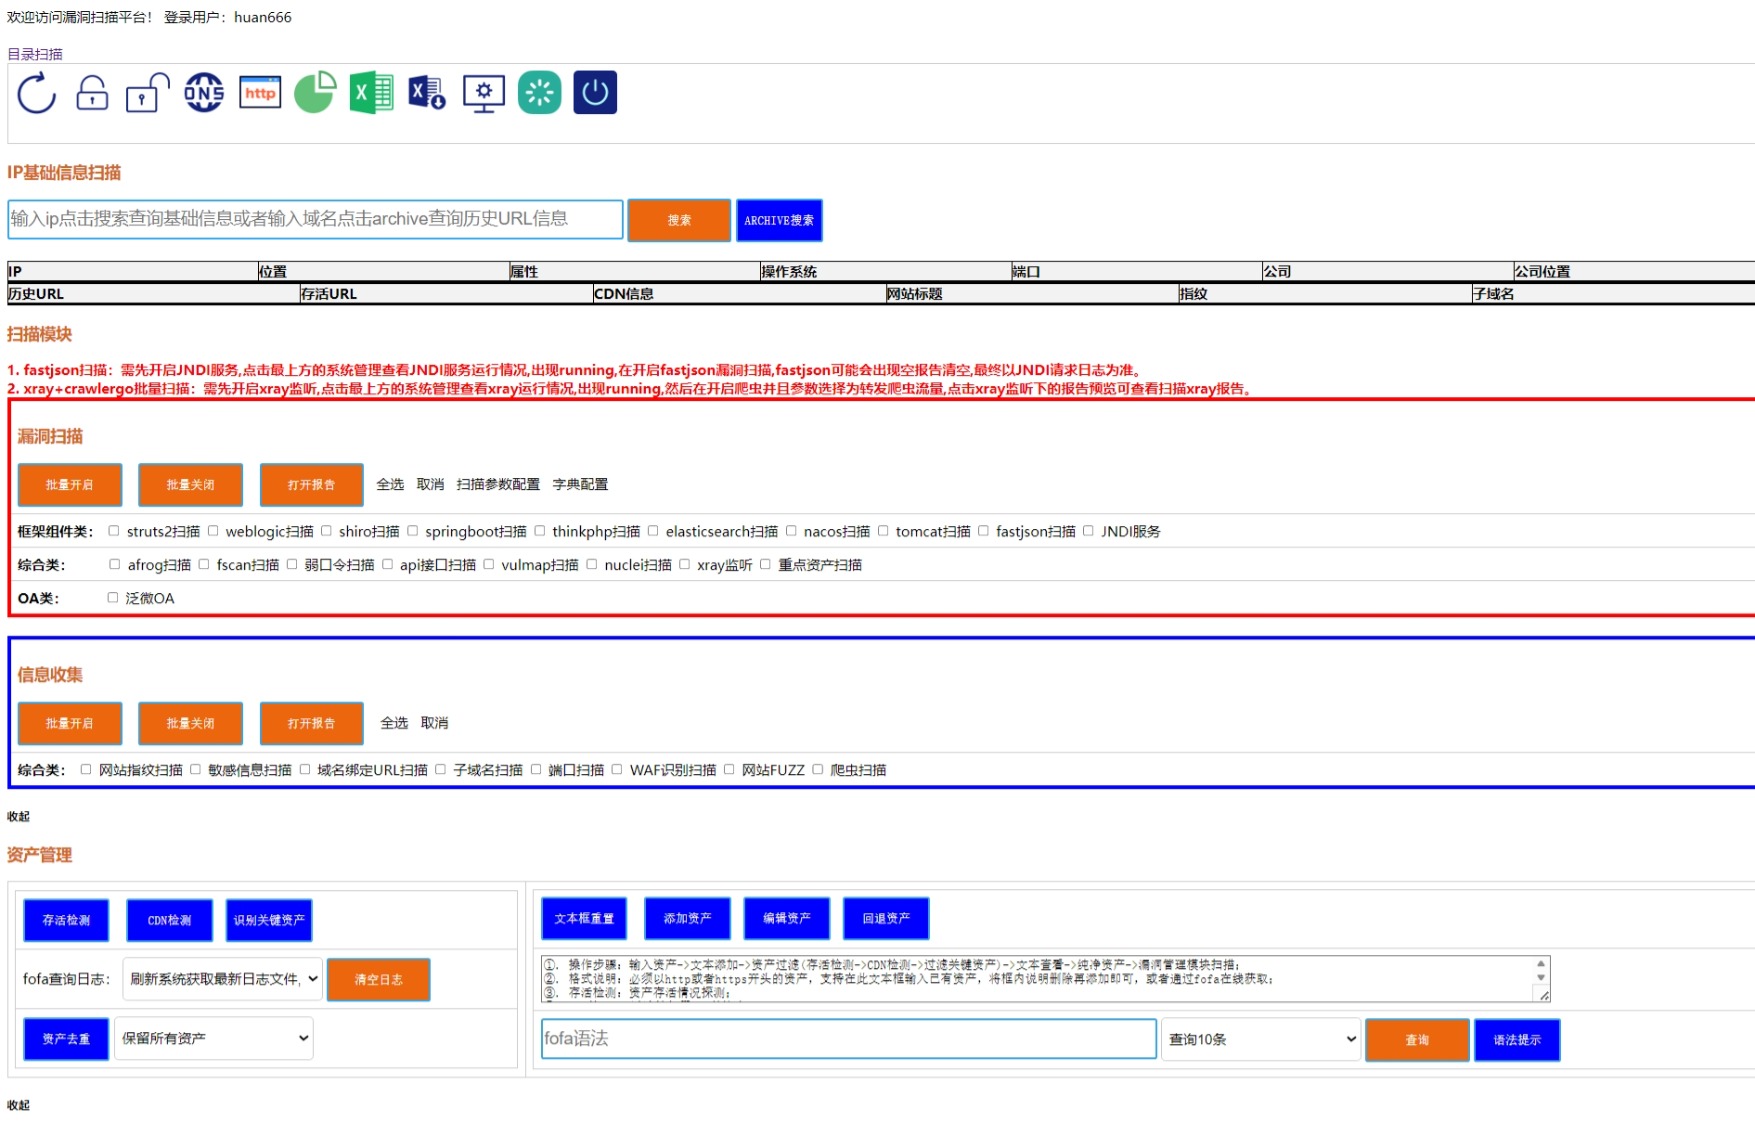 欢迎访问漏洞扫描平台! 登录用户: huan666
目录扫描
DNS http X X
IP基础信息扫描
输入ip点击搜索查询基础信息或者输入域名点击archive查询历史URL信息 搜索 ARCHIVE搜索
IP 位置 属性 操作系统 端口 公司 公司位置
历史URL 存活URL CDN信息 网站标题 指纹 子域名
扫描模块
1. fastjson扫描：需先开启JNDI服务,点击最上方的系统管理查看JNDI服务运行情况,出现running,在开启fastjson漏洞扫描,fastjson可能会出现空报告清空,最终以JNDI请求日志为准。
2. xray+crawlergo批量扫描：需先开启xray监听,点击最上方的系统管理查看xray运行情况,出现running,然后在开启爬虫并且参数选择为转发爬虫流量,点击xray监听下的报告预览可查看扫描xray报告。
漏洞扫描
批量开启 批量关闭 打开报告 全选 取消 扫描参数配置 字典配置
框架组件类： struts2扫描 weblogic扫描 shiro扫描 springboot扫描 thinkphp扫描 elasticsearch扫描 nacos扫描 tomcat扫描 fastjson扫描 JNDI服务
综合类： afrog扫描 fscan扫描 弱口令扫描 api接口扫描 vulmap扫描 nuclei扫描 xray监听 重点资产扫描
OA类： 泛微OA
信息收集
批量开启 批量关闭 打开报告 全选 取消
综合类： 网站指纹扫描 敏感信息扫描 域名绑定URL扫描 子域名扫描 端口扫描 WAF识别扫描 网站FUZZ 爬虫扫描
收起
资产管理
存活检测 CDN检测 识别关键资产
fofa查询日志： 刷新系统获取最新日志文件, 清空日志
资产去重 保留所有资产
文本框重置 添加资产 编辑资产 回退资产
①. 操作步骤：输入资产->文本添加->资产过滤(存活检测->CDN检测->过滤关键资产)->文本查看->纯净资产->漏洞管理模块扫描;
②. 格式说明：必须以http或者https开头的资产，支持在此文本框输入已有资产，将框内说明删除再添加即可，或者通过fofa在线获取;
③. 存活检测：资产存活情况探测;
fofa语法 查询10条 查询 语法提示
收起